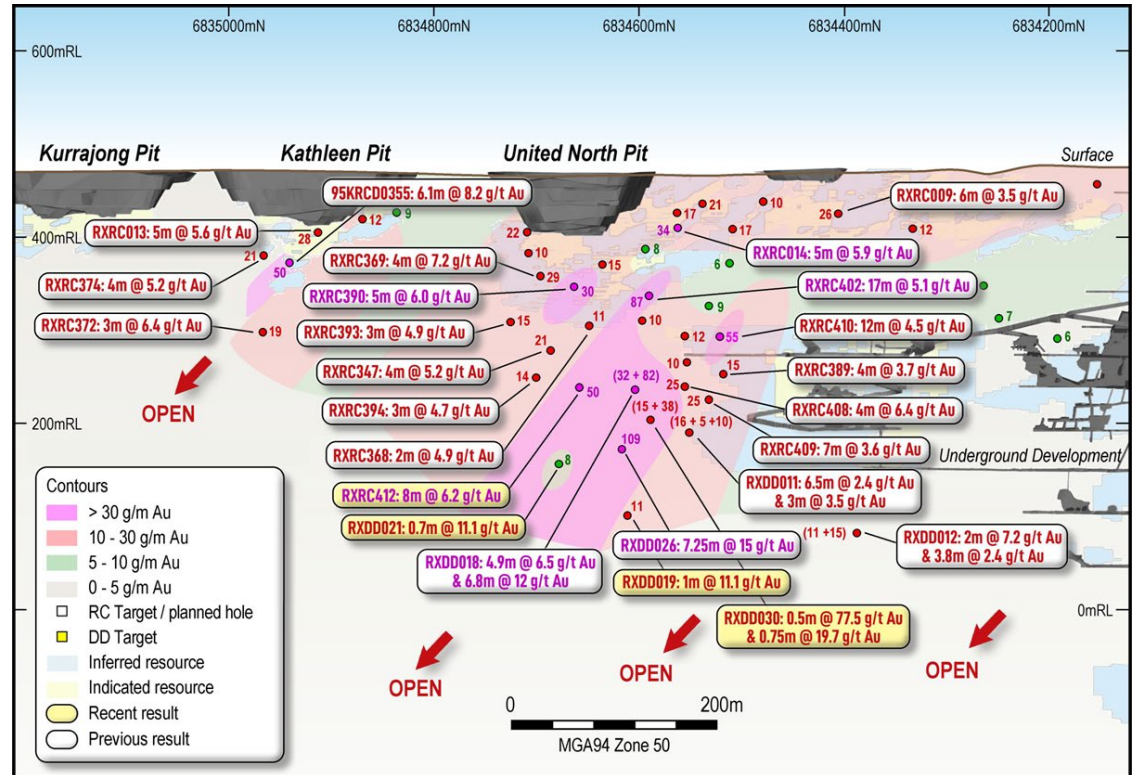 6835000mN
6834800mN
6834600mN
6834400mN
6834200mN
600mRL
Kurrajong Pit
Kathleen Pit
United North Pit
Surface
95KRCD0355: 6.1m @ 8.2 g/t Au
RXRC009: 6m @ 3.5 g/t Au
12
9
22
17
21
10
26
12
34
17
400mRL
RXRC013: 5m @ 5.6 g/t Au
28
RXRC369: 4m @ 7.2 g/t Au
10
8
RXRC014: 5m @ 5.9 g/t Au
21
50
29
15
6
RXRC374: 4m @ 5.2 g/t Au
RXRC390: 5m @ 6.0 g/t Au
30
87
RXRC402: 17m @ 5.1 g/t Au
9
7
RXRC372: 3m @ 6.4 g/t Au
19
RXRC393: 3m @ 4.9 g/t Au
15
11
10
12
55
RXRC410: 12m @ 4.5 g/t Au
6
RXRC347: 4m @ 5.2 g/t Au
21
10
15
RXRC389: 4m @ 3.7 g/t Au
14
(32 + 82)
25
RXRC394: 3m @ 4.7 g/t Au
50
25
RXRC408: 4m @ 6.4 g/t Au
OPEN
(15 + 38)
(16 + 5 +10)
200mRL
RXRC409: 7m @ 3.6 g/t Au
RXRC368: 2m @ 4.9 g/t Au
109
Underground Development
8
RXDD011: 6.5m @ 2.4 g/t Au
& 3m @ 3.5 g/t Au
RXRC412: 8m @ 6.2 g/t Au
RXDD021: 0.7m @ 11.1 g/t Au
11
(11 +15)
RXDD012: 2m @ 7.2 g/t Au
& 3.8m @ 2.4 g/t Au
RXDD026: 7.25m @ 15 g/t Au
RXDD018: 4.9m @ 6.5 g/t Au
& 6.8m @ 12 g/t Au
RXDD019: 1m @ 11.1 g/t Au
0mRL
RXDD030: 0.5m @ 77.5 g/t Au
& 0.75m @ 19.7 g/t Au
OPEN
OPEN
OPEN
Contours
> 30 g/m Au
10 - 30 g/m Au
5 - 10 g/m Au
0 - 5 g/m Au
RC Target / planned hole
DD Target
Inferred resource
Indicated resource
Recent result
Previous result
0
200m
MGA94 Zone 50